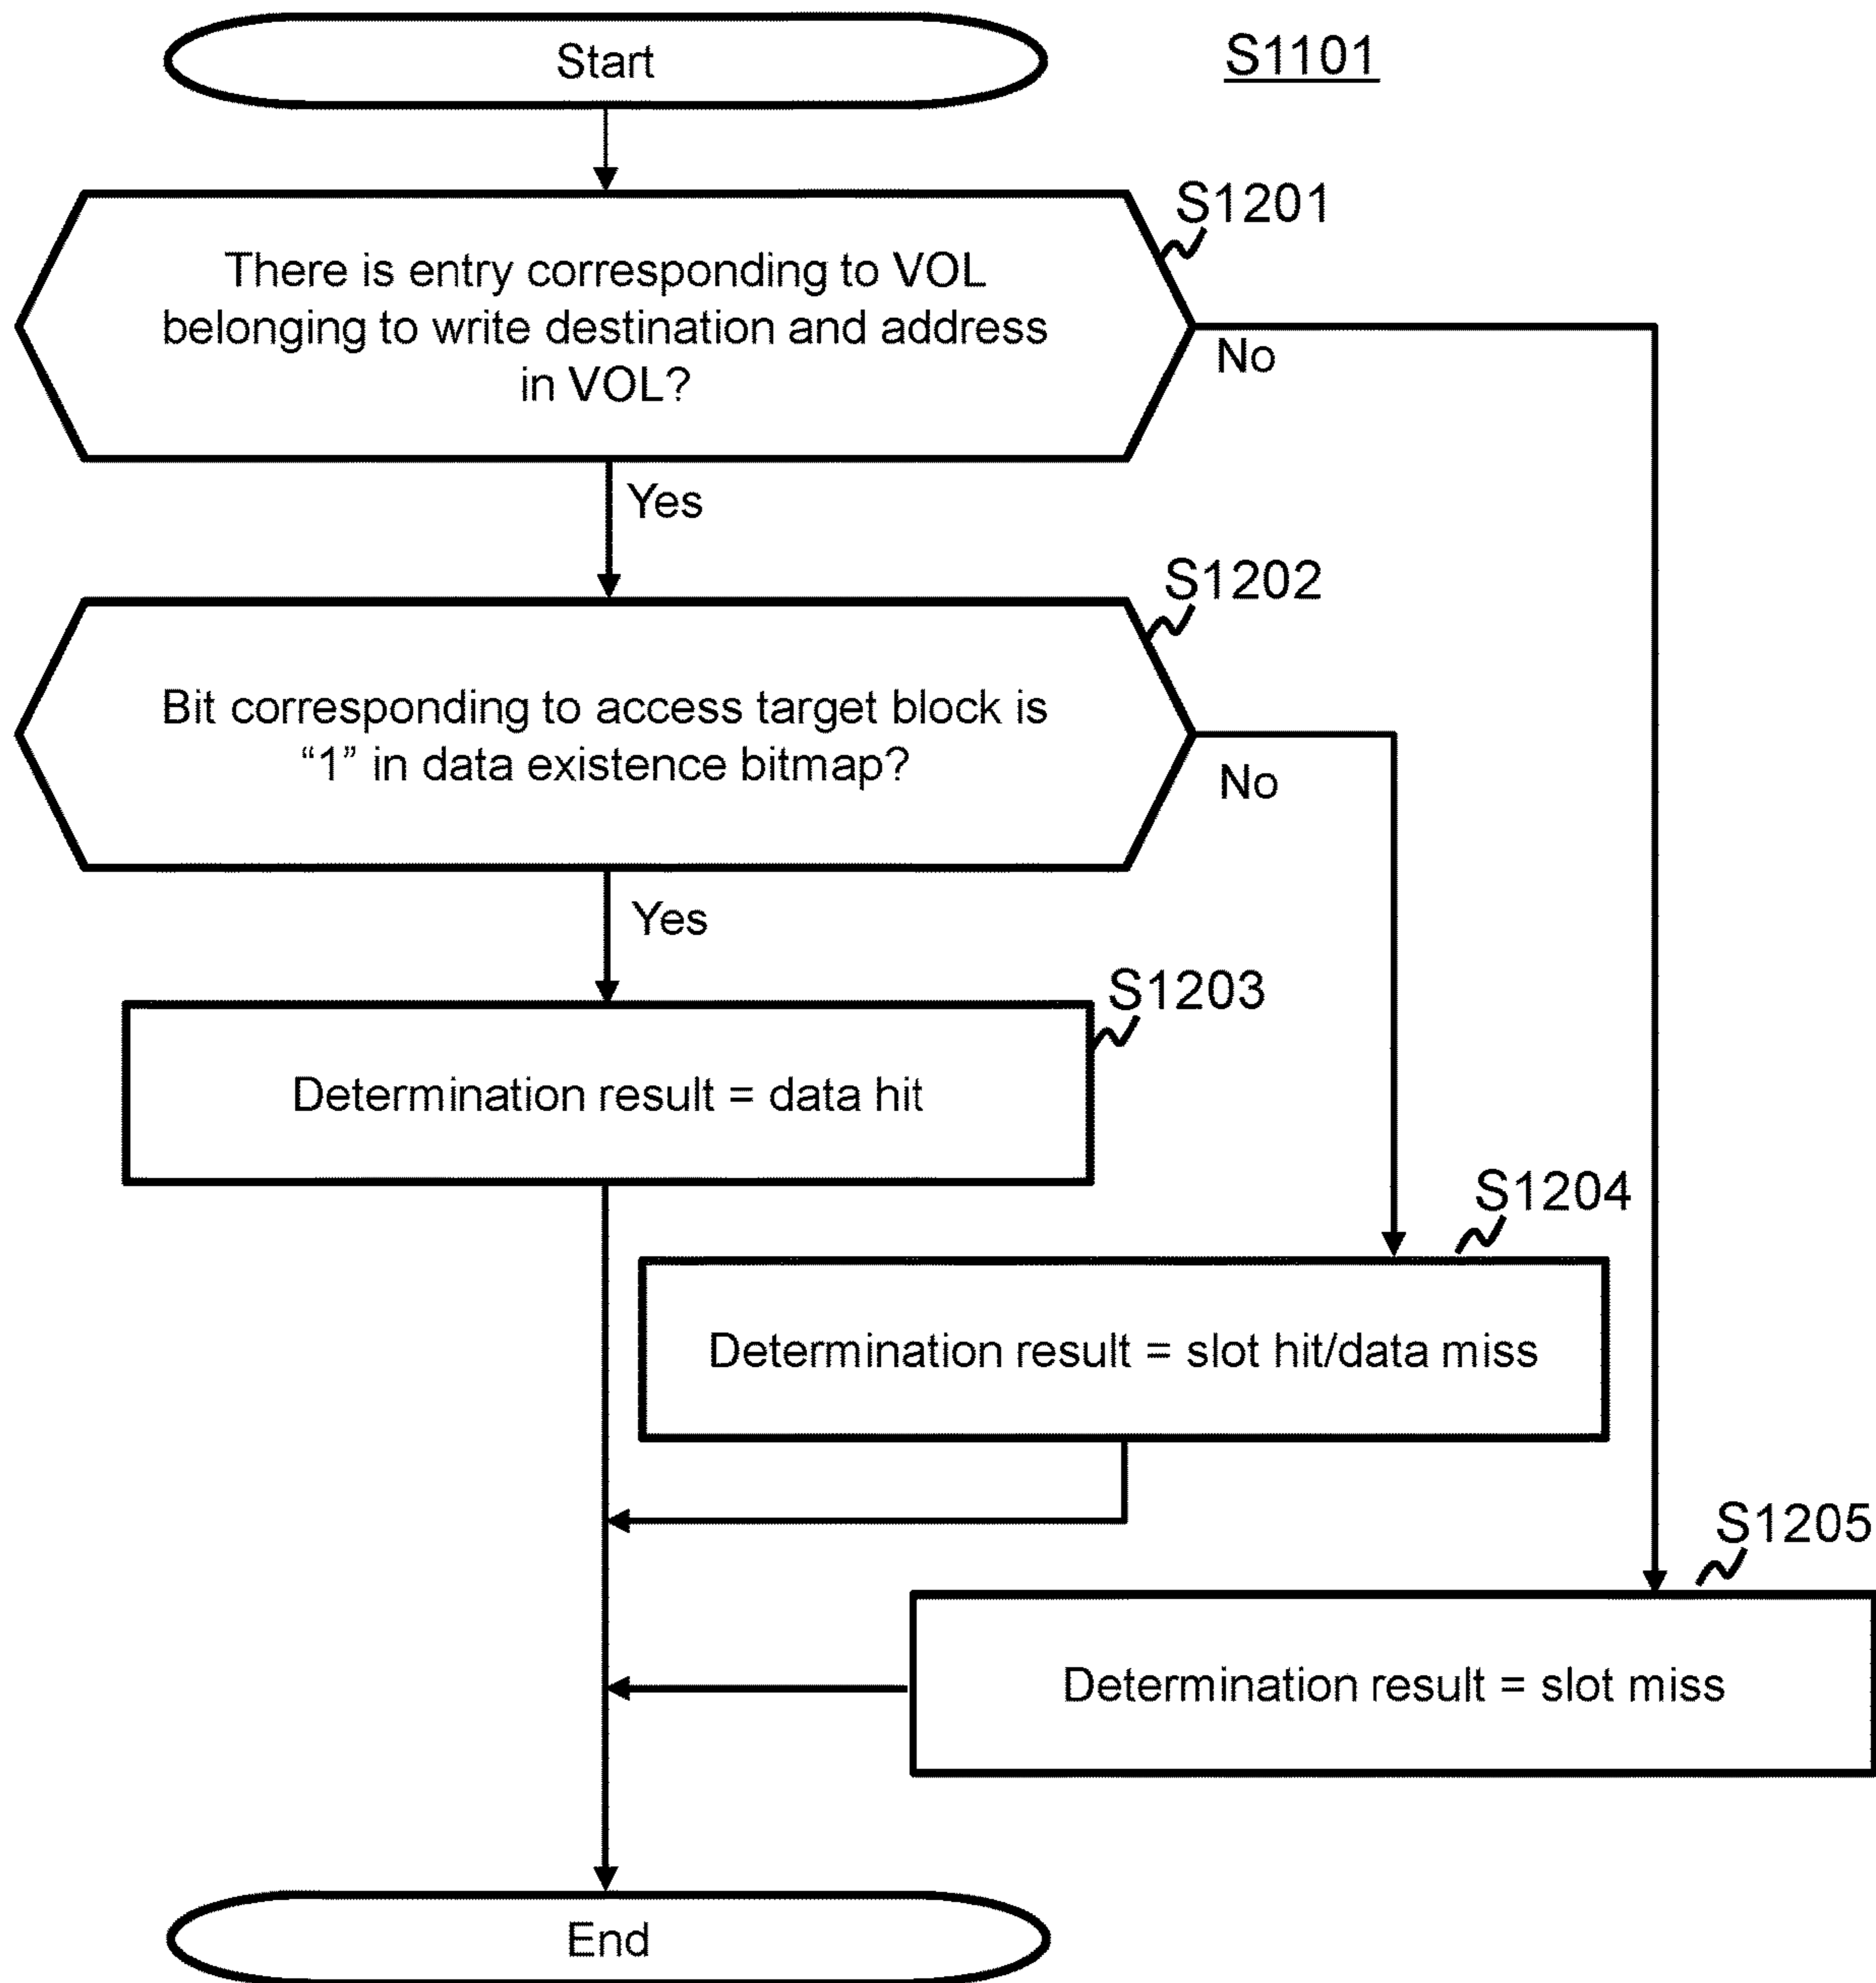 Start
S1101
S1201
There is entry corresponding to VOL
belonging to write destination and address
in VOL?
No
Yes
S1202
Bit corresponding to access target block is
“1” in data existence bitmap?
No
Yes
S1203
Determination result = data hit
S1204
Determination result = slot hit/data miss
S1205
Determination result = slot miss
End